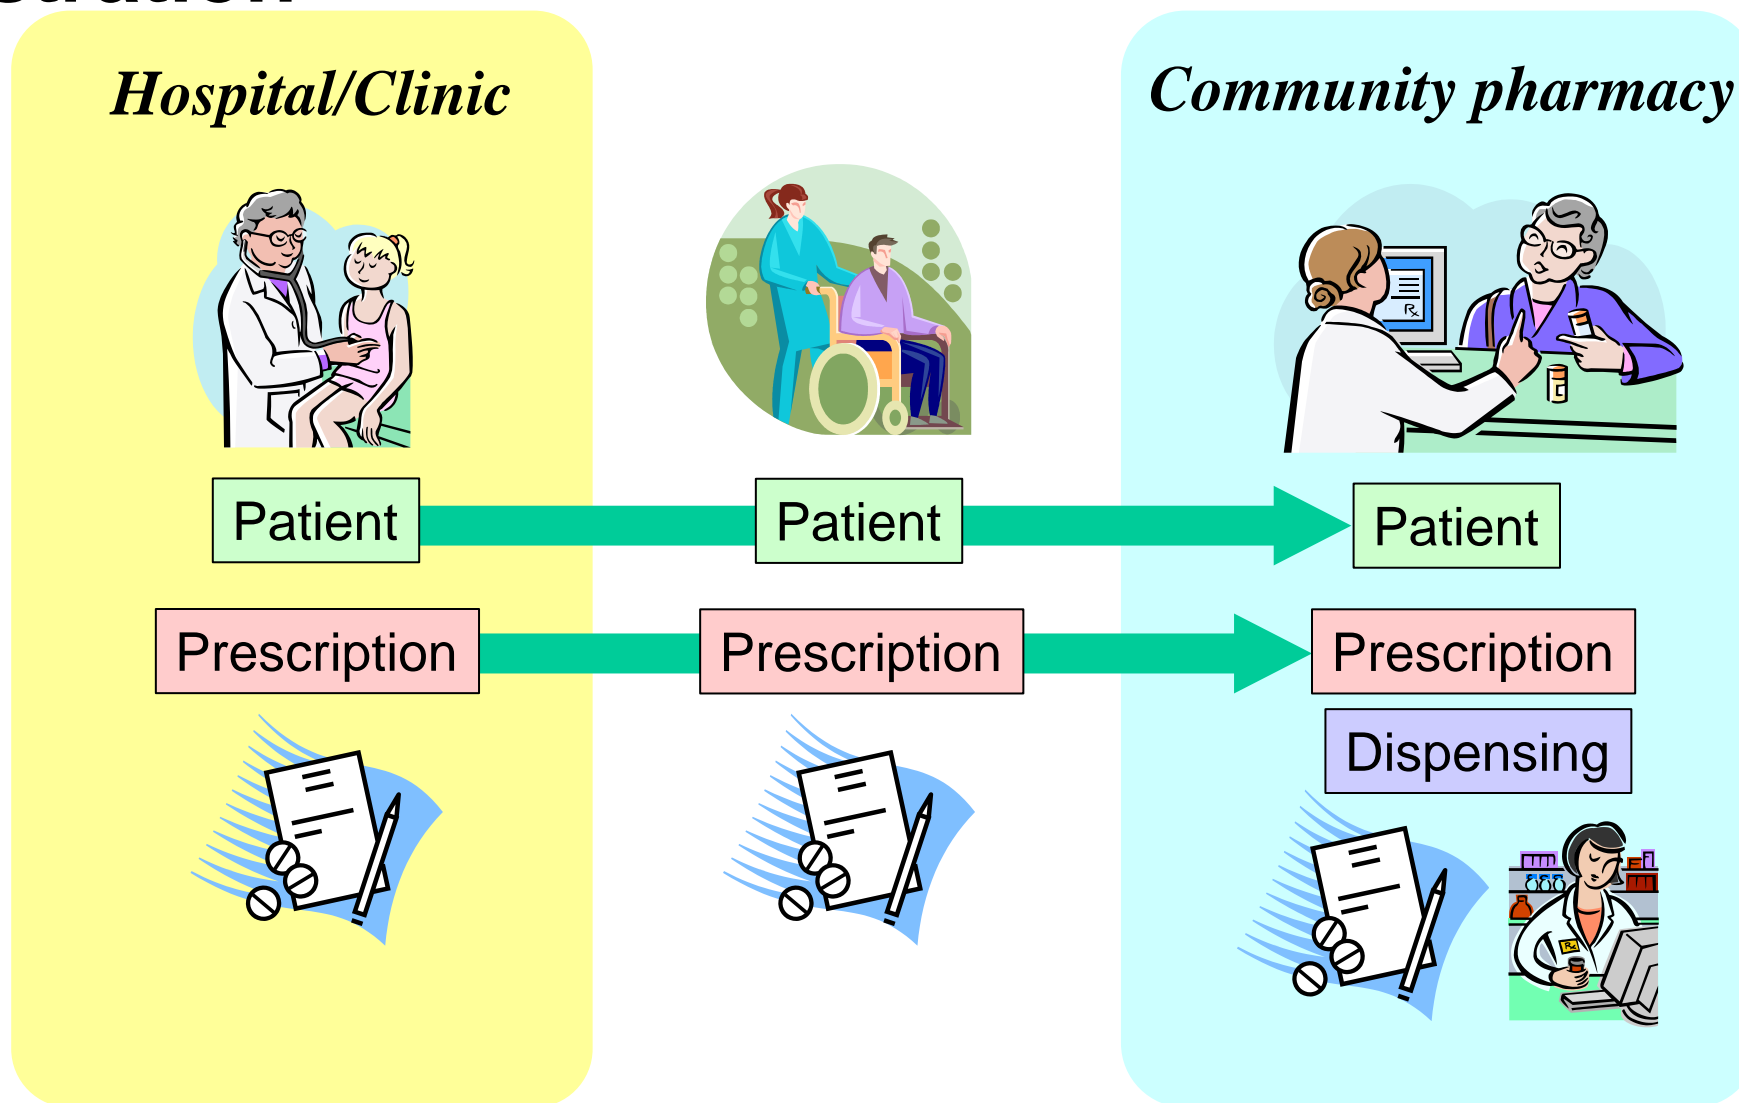 Hospital/Clinic
Community pharmacy
Patient
Patient
Patient
Prescription
Prescription
Prescription
Dispensing